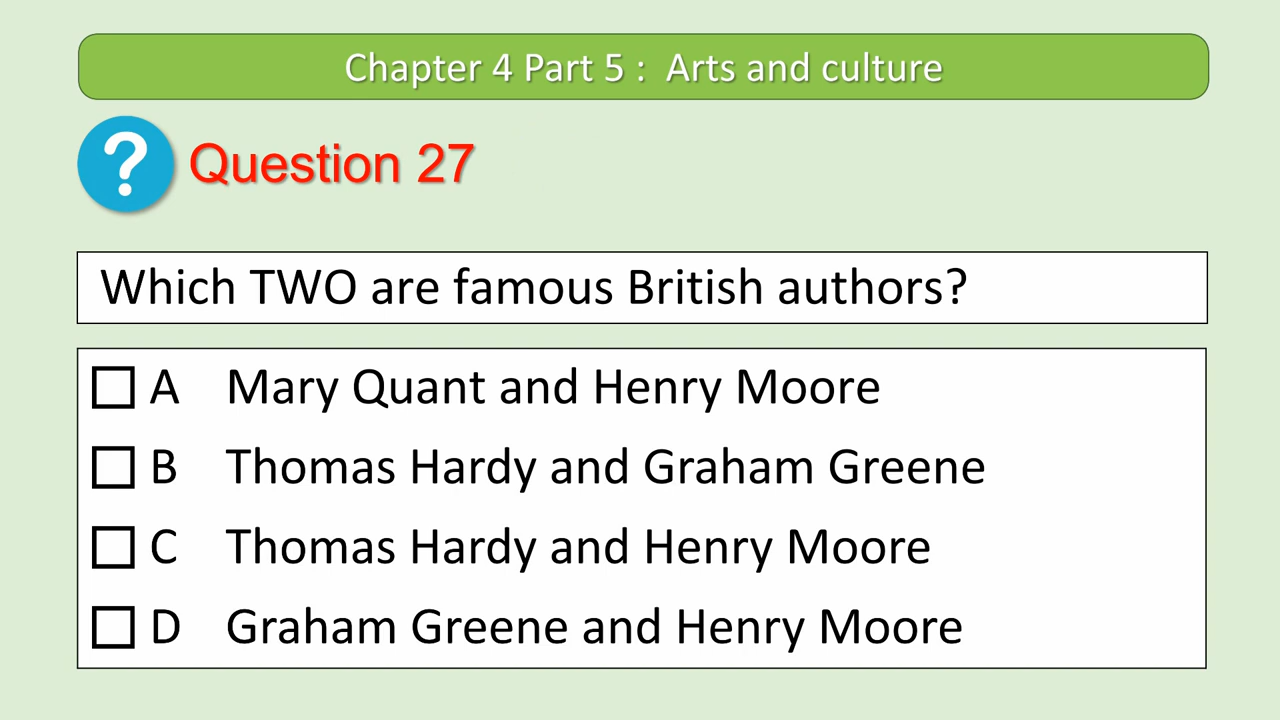 Chapter 4 Part 5 : Arts and culture
?
Question 27
Which TWO are famous British authors?
A Mary Quant and Henry Moore
B Thomas Hardy and Graham Greene
C Thomas Hardy and Henry Moore
D Graham Greene and Henry Moore